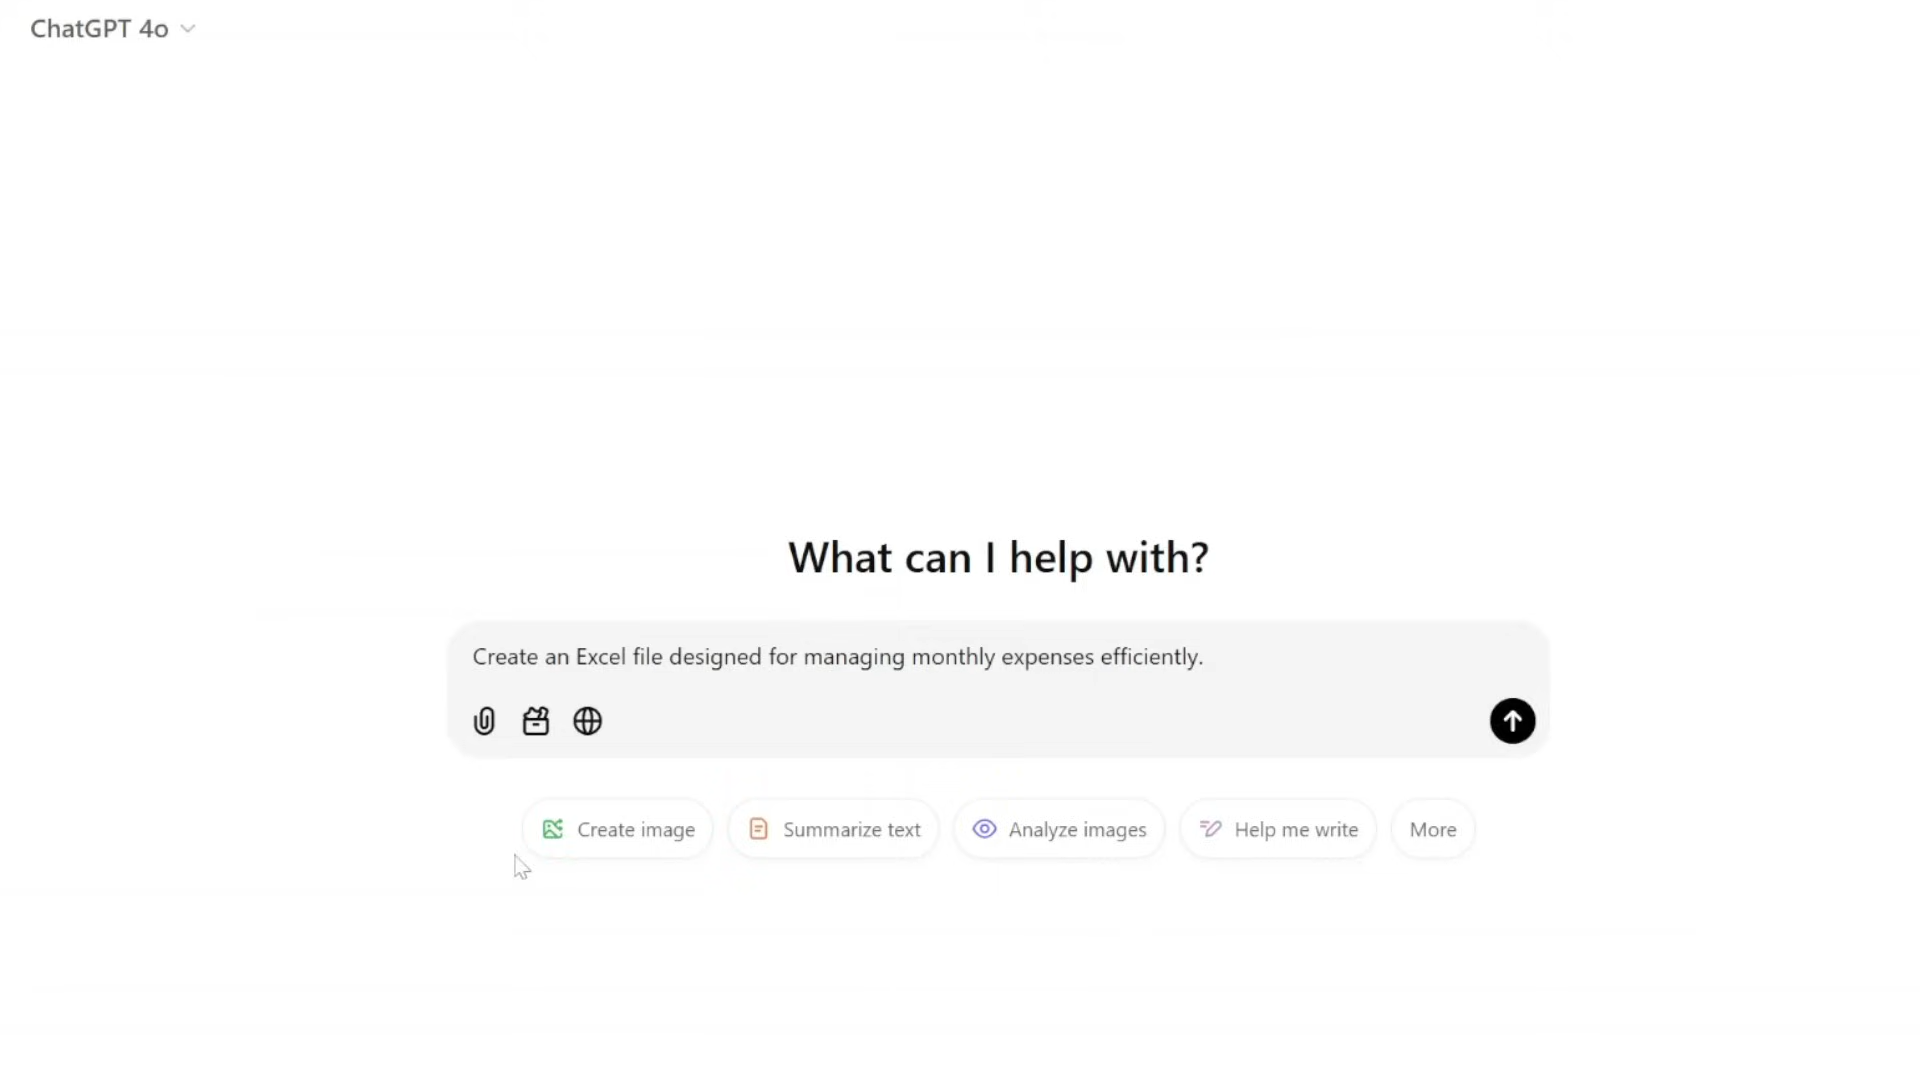 ChatGPT 4o
What can I help with?
Create an Excel file designed for managing monthly expenses efficiently.
Create image
Summarize text
Analyze images
Help me write
More